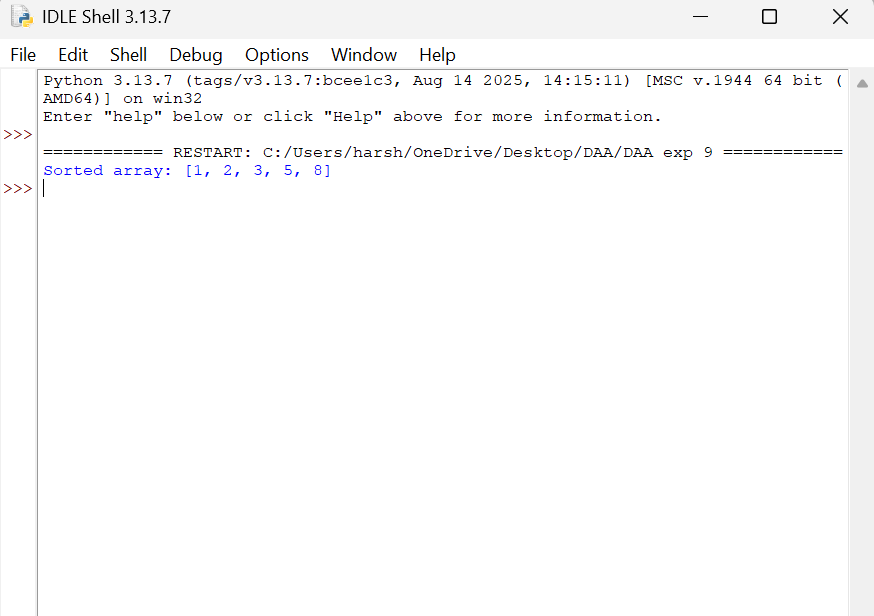 IDLE Shell 3.13.7
File Edit Shell Debug Options Window Help
Python 3.13.7 (tags/v3.13.7:bcee1c3, Aug 14 2025, 14:15:11) [MSC v.1944 64 bit (
AMD64)] on win32
Enter "help" below or click "Help" above for more information.
>>>
============ RESTART: C:/Users/harsh/OneDrive/Desktop/DAA/DAA exp 9 ============
Sorted array: [1, 2, 3, 5, 8]
>>>